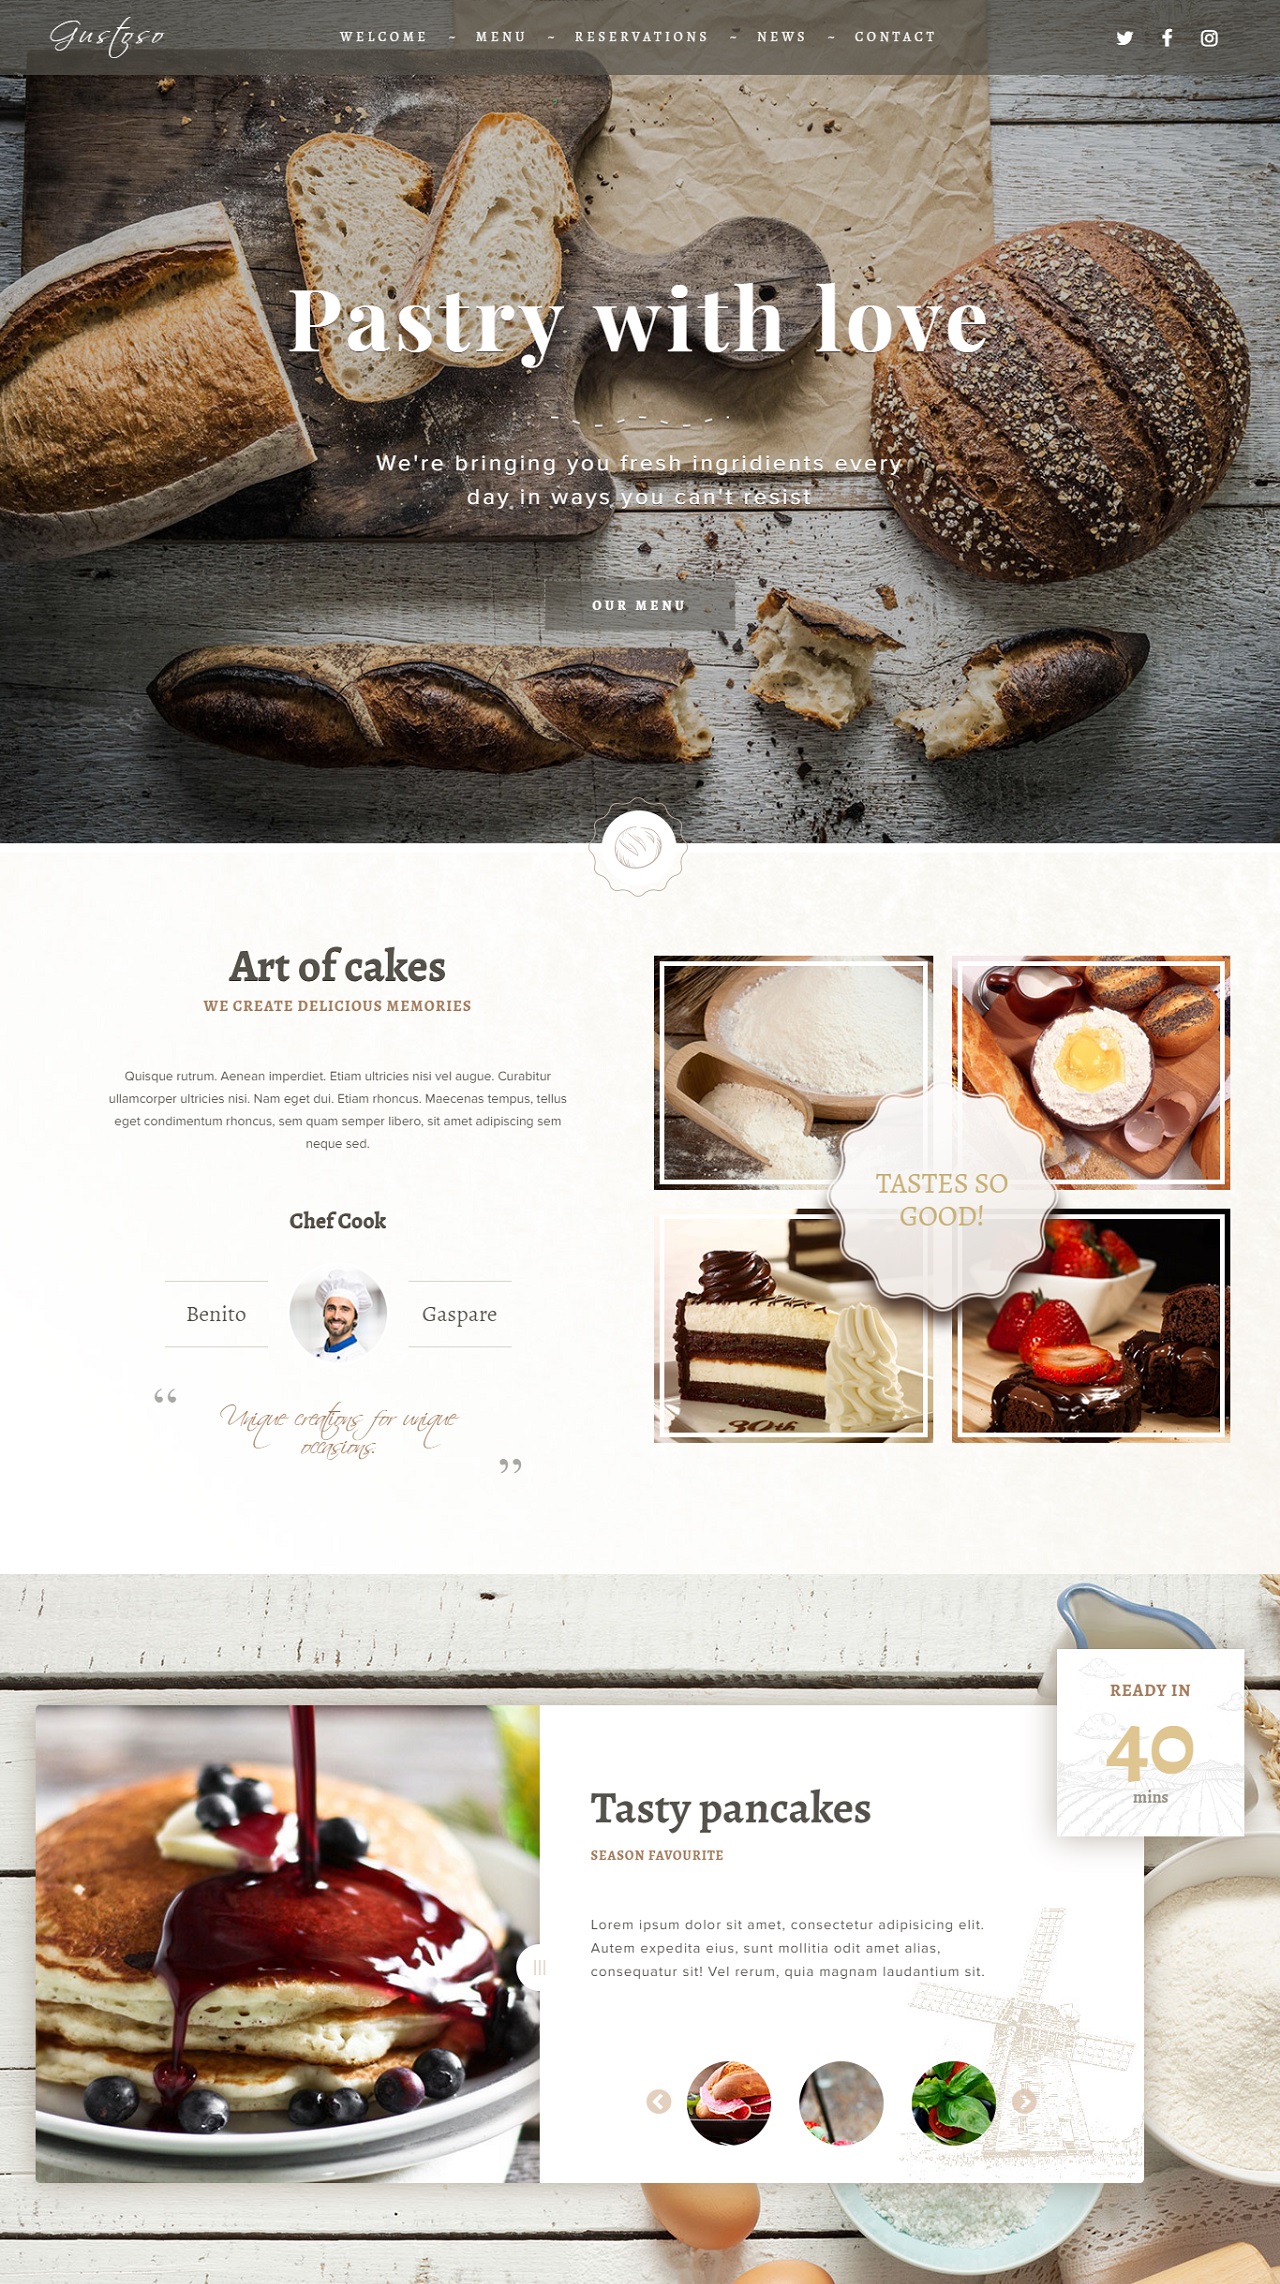 Gustoso
WELCOME ~ MENU ~ RESERVATIONS ~ NEWS ~ CONTACT
Pastry with love
We're bringing you fresh ingridients every
day in ways you can't resist
OUR MENU
Art of cakes
WE CREATE DELICIOUS MEMORIES
Quisque rutrum. Aenean imperdiet. Etiam ultricies nisi vel augue. Curabitur
ullamcorper ultricies nisi. Nam eget dui. Etiam rhoncus. Maecenas tempus, tellus
eget condimentum rhoncus, sem quam semper libero, sit amet adipiscing sem
neque sed.
Chef Cook
Benito
Gaspare
“
Unique creations for unique
occasions.
”
TASTES SO
GOOD!
30th
READY IN
40
mins
Tasty pancakes
SEASON FAVOURITE
Lorem ipsum dolor sit amet, consectetur adipisicing elit.
Autem expedita eius, sunt mollitia odit amet alias,
consequatur sit! Vel rerum, quia magnam laudantium sit.